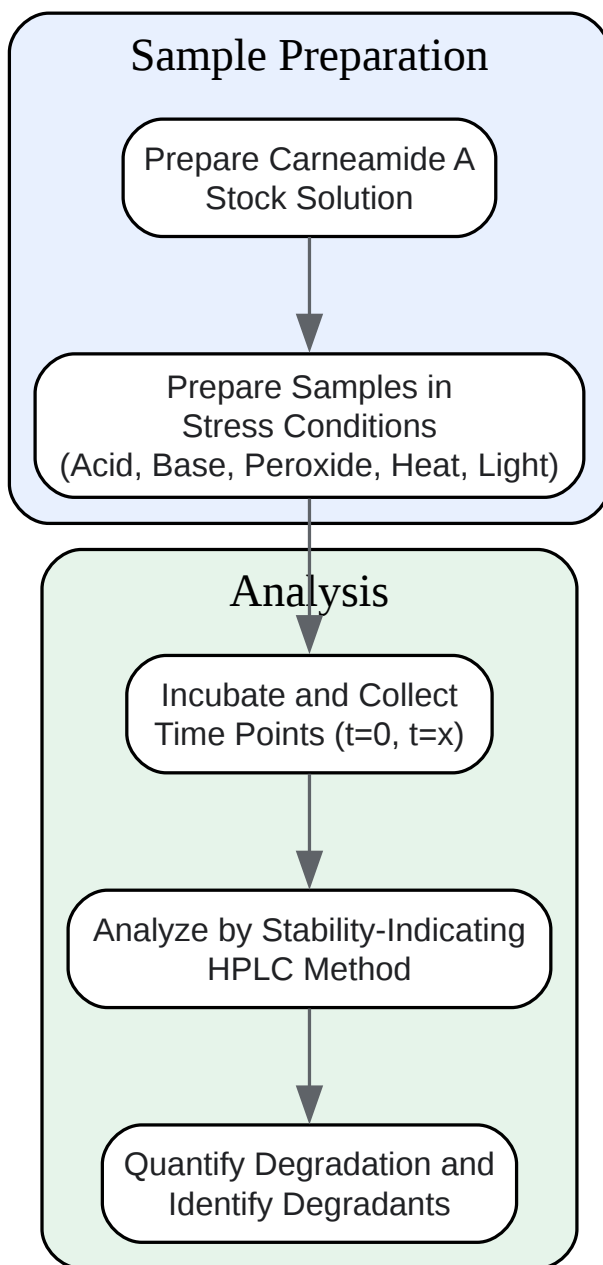 Sample Preparation
Prepare Carneamide A
Stock Solution
Prepare Samples in
Stress Conditions
(Acid, Base, Peroxide, Heat, Light)
Analysis
Incubate and Collect
Time Points (t=0, t=x)
Analyze by Stability-Indicating
HPLC Method
Quantify Degradation and
Identify Degradants